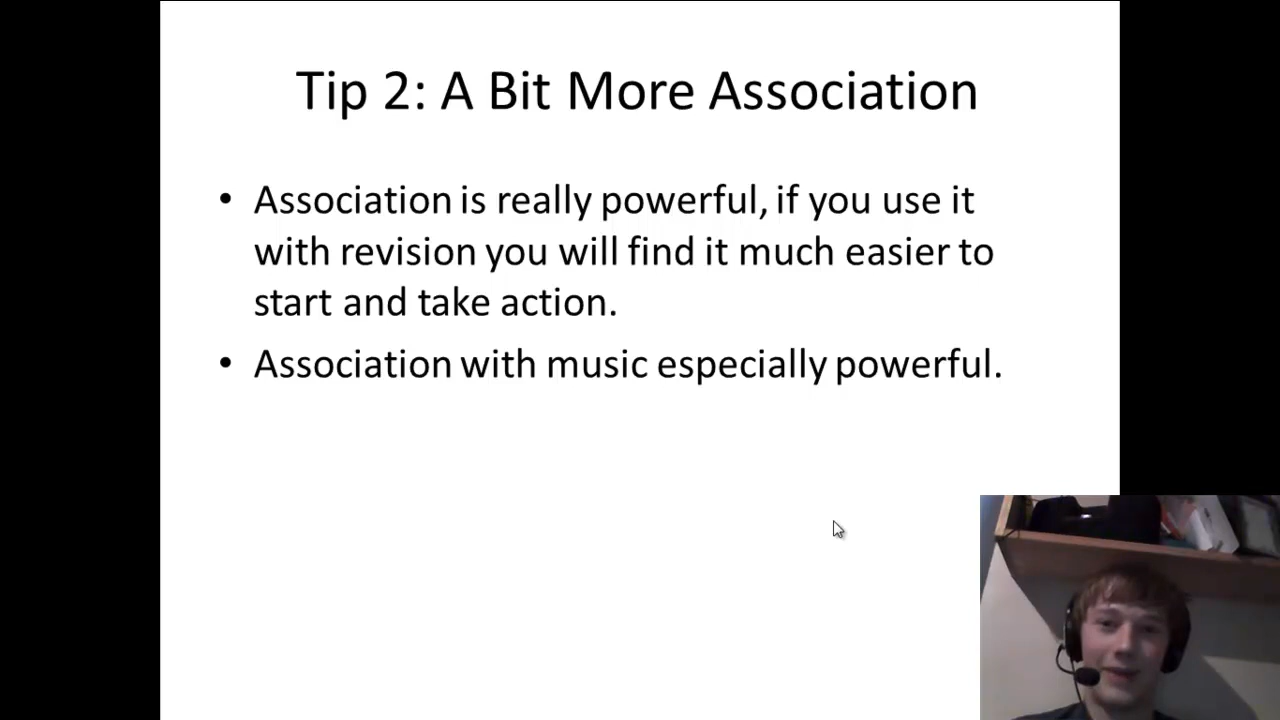 Tip 2: A Bit More Association
• Association is really powerful, if you use it
with revision you will find it much easier to
start and take action.
• Association with music especially powerful.